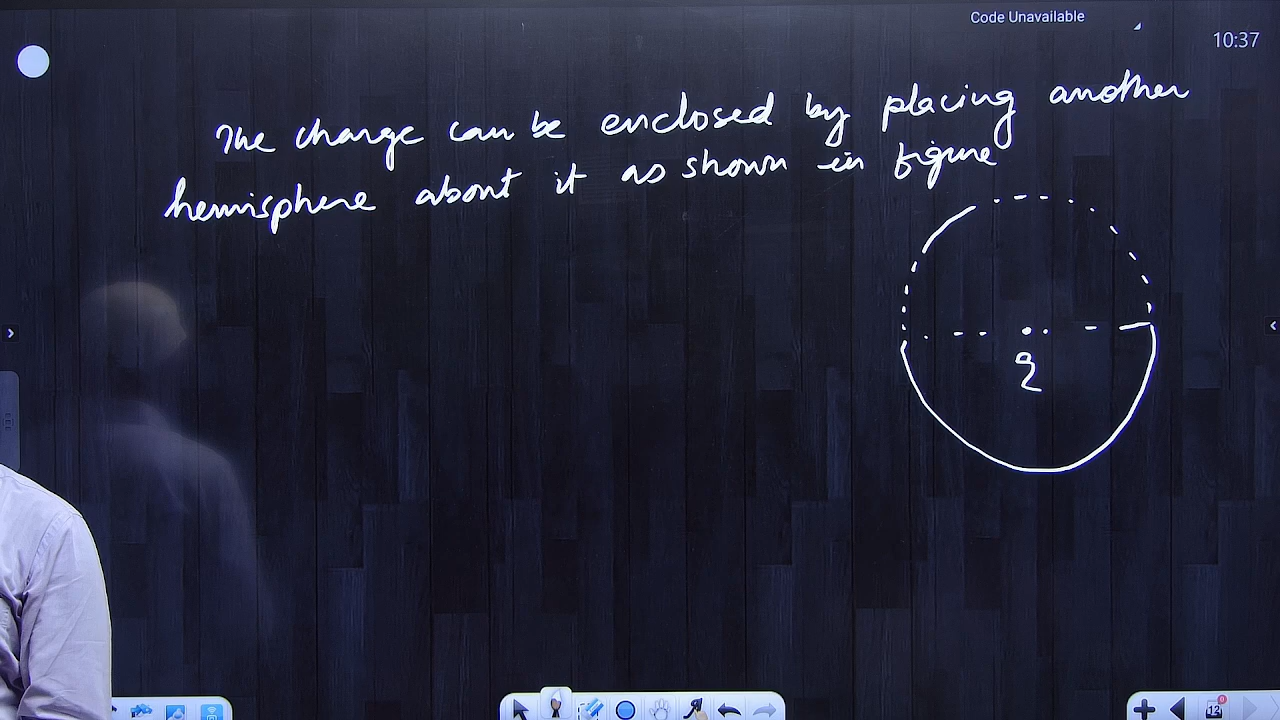 Code Unavailable
10:37
The charge can be enclosed by placing another
hemisphere about it as shown in figure
q
12